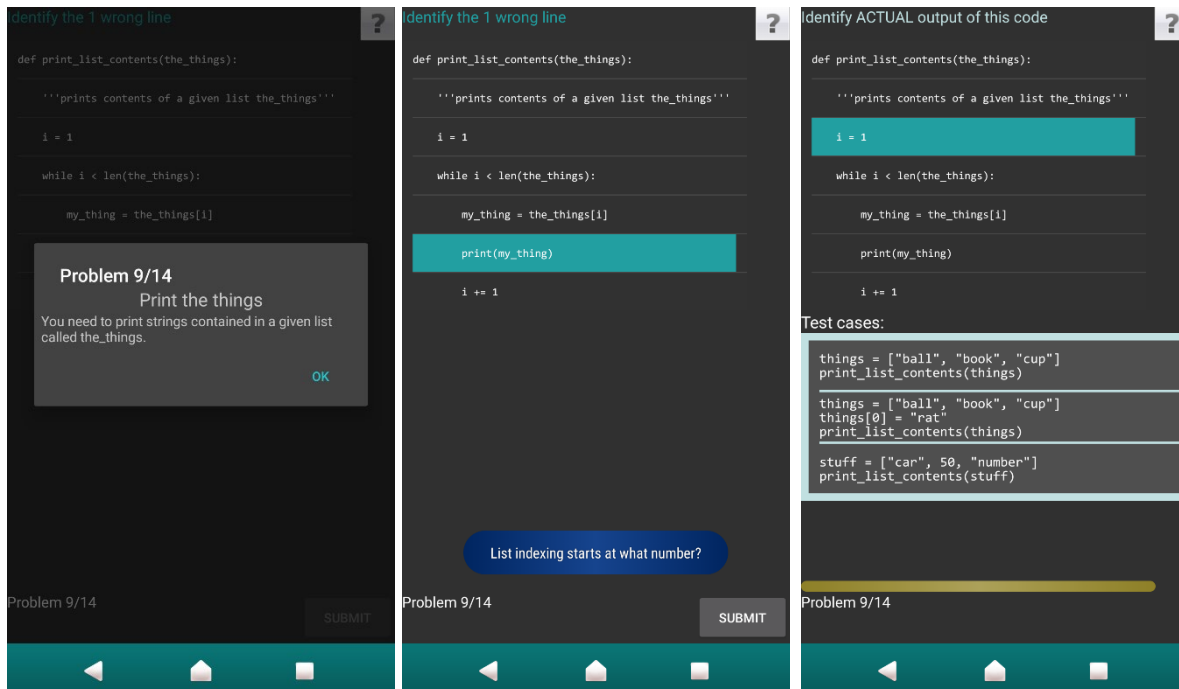 Identify the 1 wrong line
?
def print_list_contents(the_things):
'''prints contents of a given list the_things'''
i = 1
while i < len(the_things):
my_thing = the_things[i]
Problem 9/14
Print the things
You need to print strings contained in a given list
called the_things.
OK
Problem 9/14
SUBMIT
Identify the 1 wrong line
?
def print_list_contents(the_things):
'''prints contents of a given list the_things'''
i = 1
while i < len(the_things):
my_thing = the_things[i]
print(my_thing)
i += 1
List indexing starts at what number?
Problem 9/14
SUBMIT
Identify ACTUAL output of this code
?
def print_list_contents(the_things):
'''prints contents of a given list the_things'''
i = 1
while i < len(the_things):
my_thing = the_things[i]
print(my_thing)
i += 1
Test cases:
things = ["ball", "book", "cup"]
print_list_contents(things)
things = ["ball", "book", "cup"]
things[0] = "rat"
print_list_contents(things)
stuff = ["car", 50, "number"]
print_list_contents(stuff)
Problem 9/14